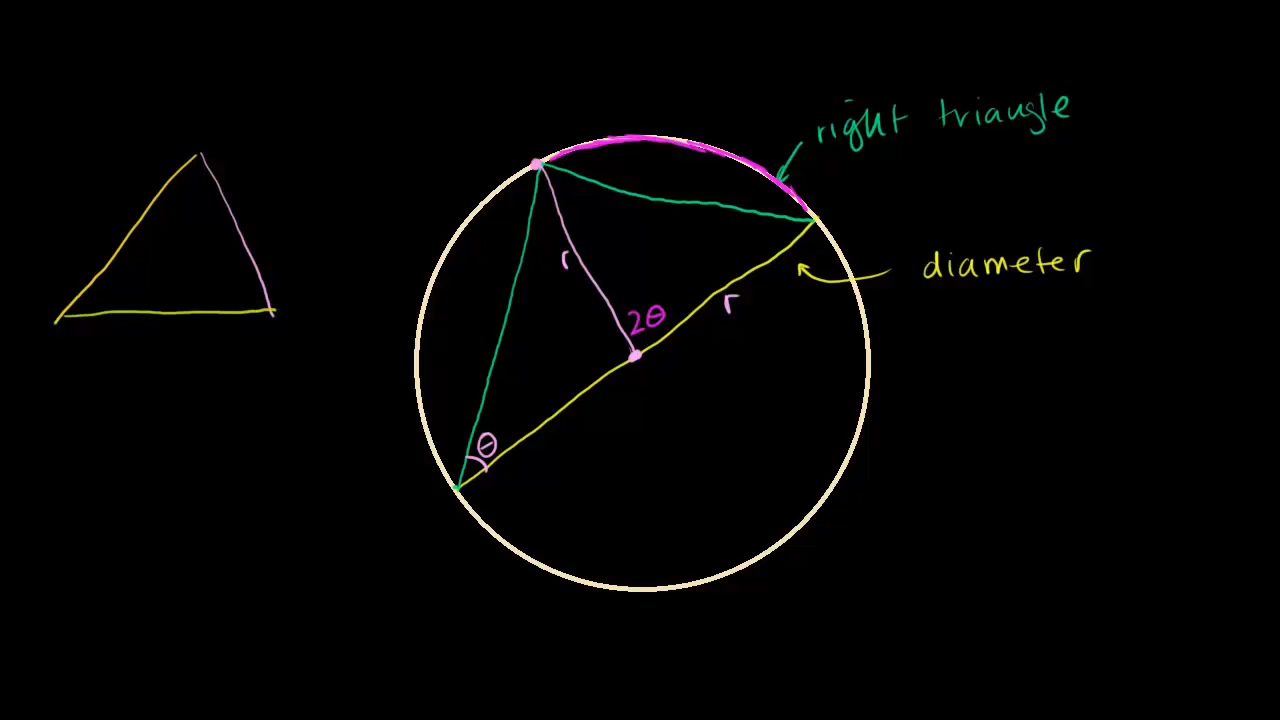 right triangle
diameter
r
r
2θ
θ